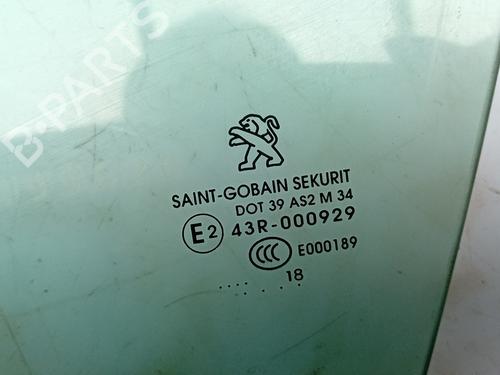 B-PARTS
SAINT-GOBAIN SEKURIT
DOT 39 AS2 M 34
E2 43R-000929
CCC E000189
.... 18